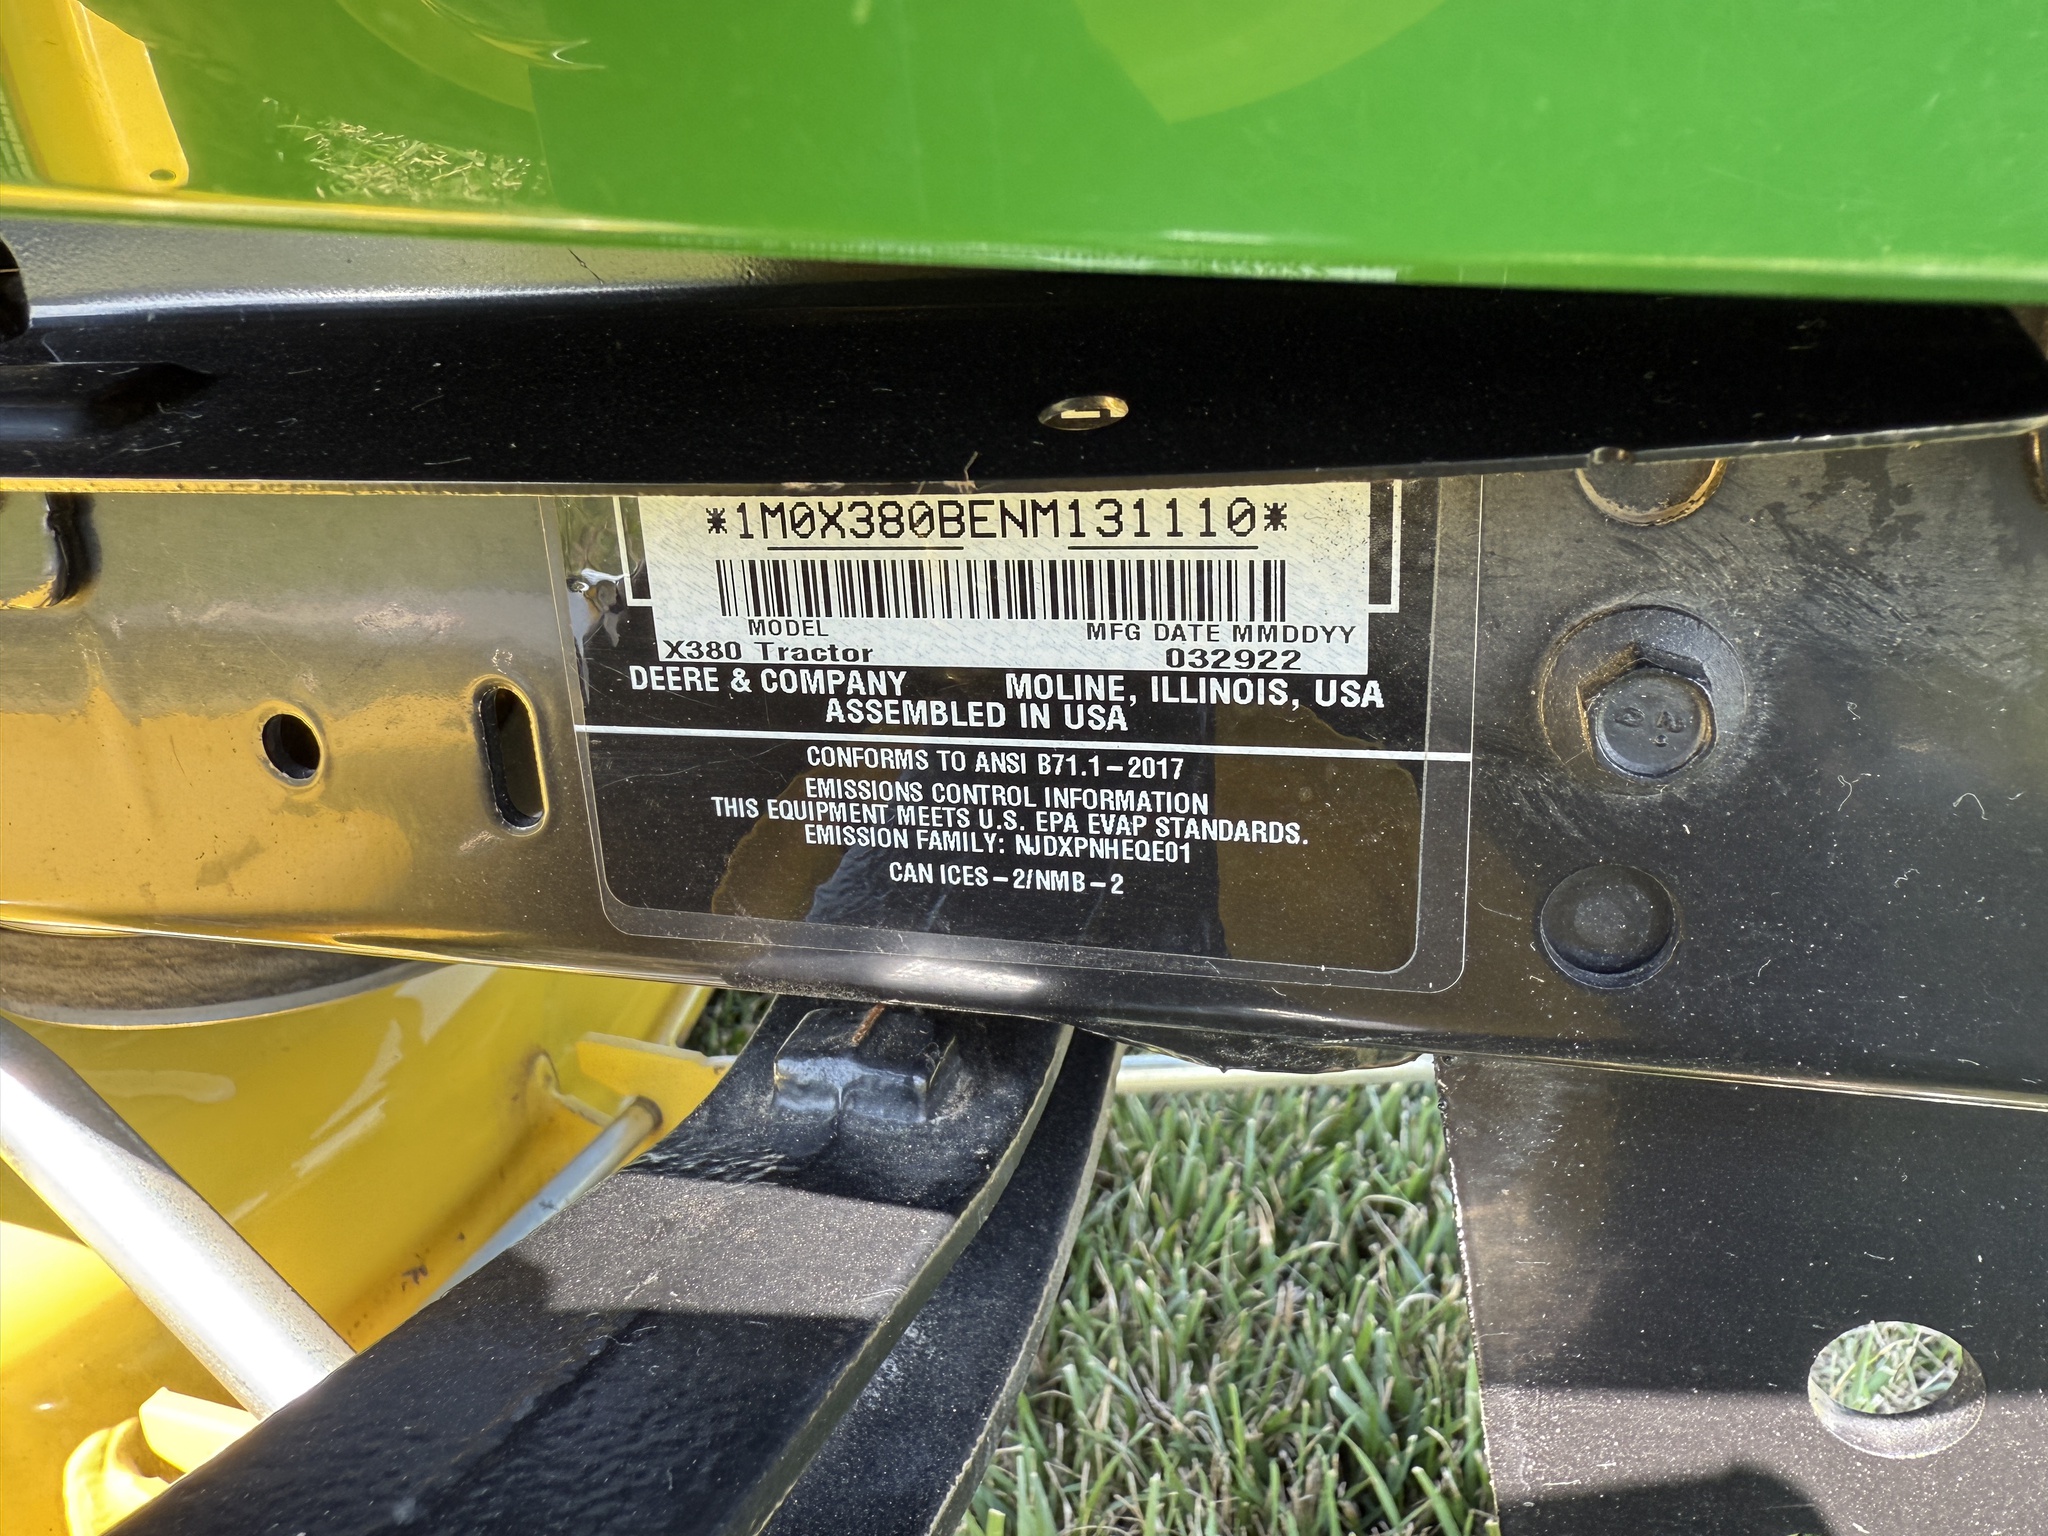 *1M0X380BENM131110*
MODEL MFG DATE MMDDYY
X380 Tractor 032922
DEERE & COMPANY MOLINE, ILLINOIS, USA
ASSEMBLED IN USA
CONFORMS TO ANSI B71.1-2017
EMISSIONS CONTROL INFORMATION
THIS EQUIPMENT MEETS U.S. EPA EVAP STANDARDS.
EMISSION FAMILY: NJDXPNHEQE01
CAN ICES-2/NMB-2